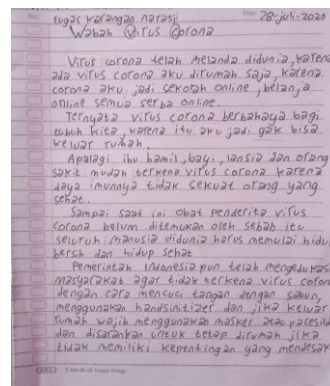 No:
Date: 28-juli-2020
tugas karangan narasi
Wabah Virus Corona
Virus corona telah melanda didunia, karena
ada virus corona aku dirumah saja, karena
corona aku jadi sekolah online, belanja
online semua serba online.
Ternyata virus corona berbahaya bagi
tubuh kita, karena itu aku jadi gak bisa
keluar rumah.
Apalagi ibu hamil, bayi, lansia dan orang
sakit mudah terkena virus corona karena
daya imunnya tidak sekuat orang yang
sehat.
Sampai saat ini obat penderita virus
corona belum ditemukan oleh sebab itu
seluruh manusia didunia harus memulai hidu
bersh dan hidup sehat
Pemerintah Indonesia pun telah mengedukasi
masyarakat agar tidak terkena virus coron
dengan cara mencuci tangan dengan sabun,
menggunakan handsinitizer dan jika keluar
rumah wajib menggunakan masker atau
dan disarankan untuk tetap dirumah jika
tidak memiliki kepentingan yang mendesak